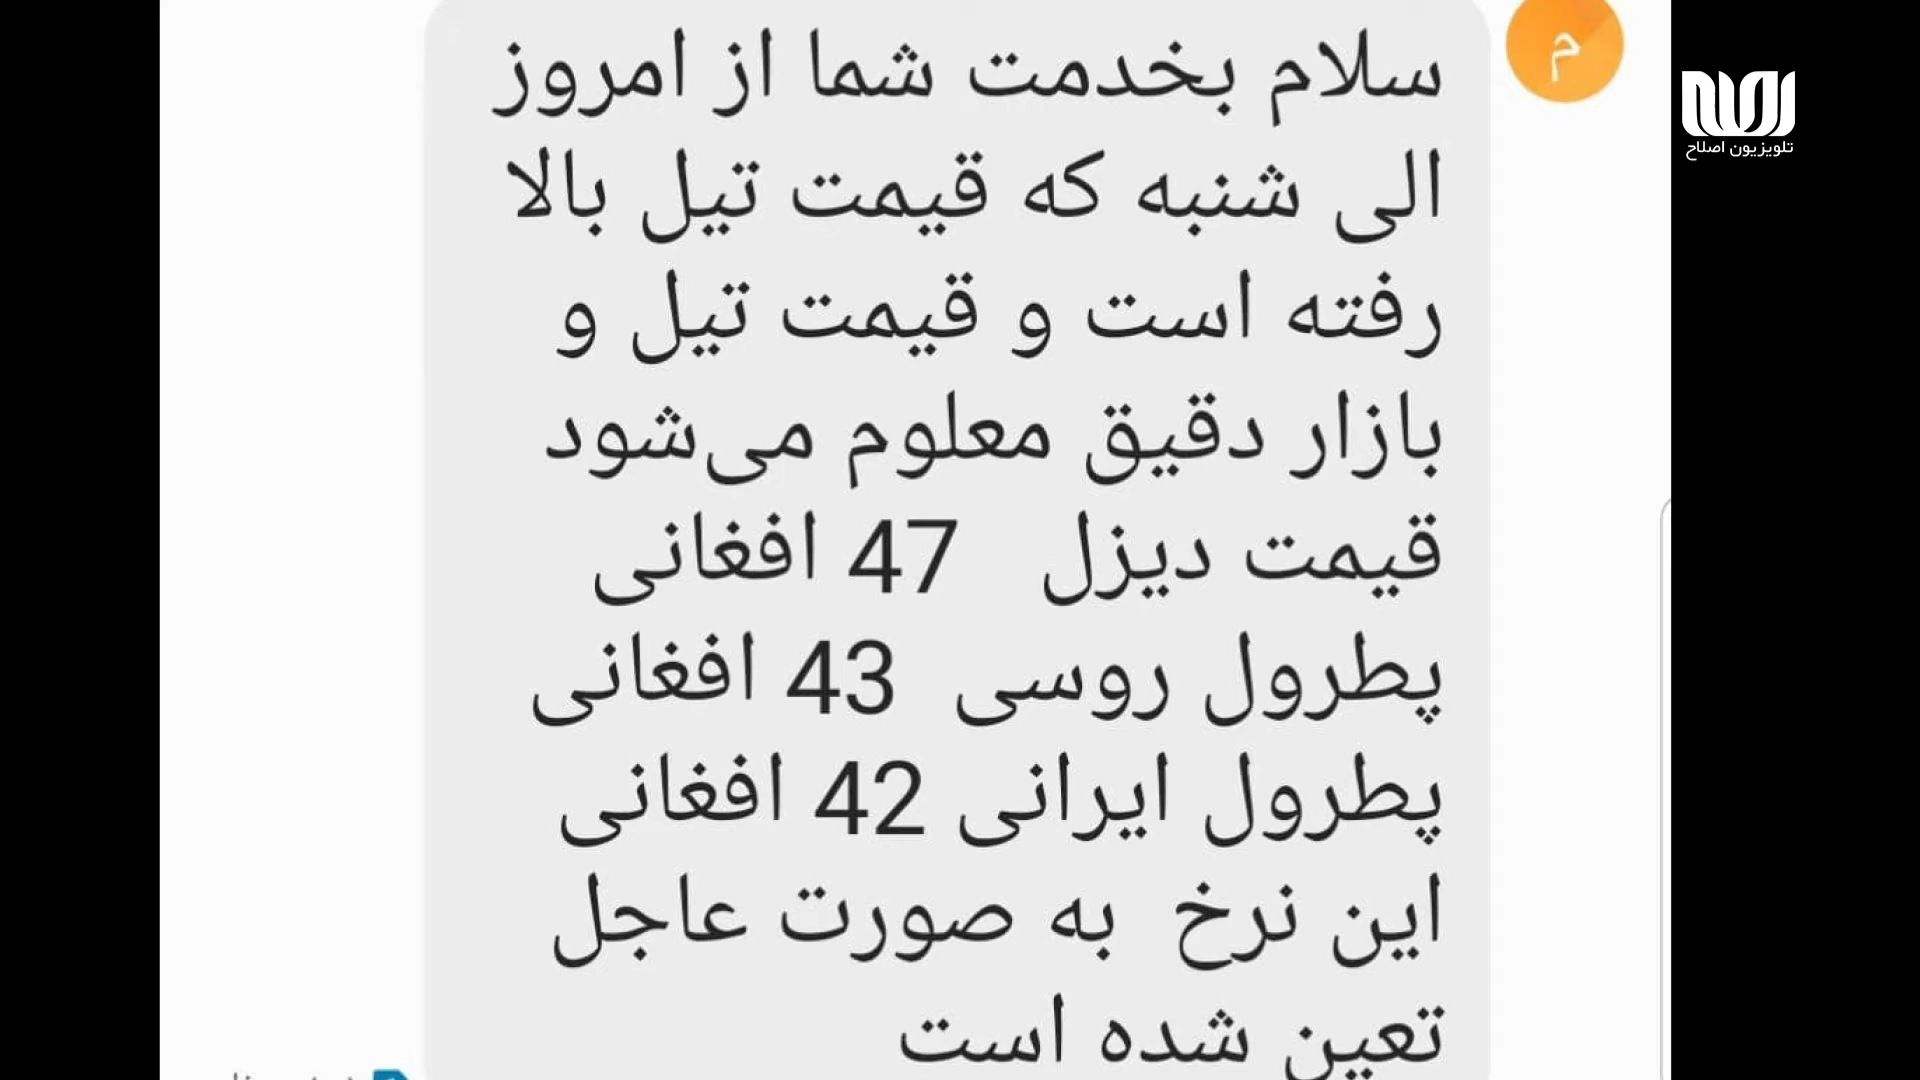 م
سلام بخدمت شما از امروز
الی شنبه که قیمت تیل بالا
رفته است و قیمت تیل و
بازار دقیق معلوم می‌شود
قیمت دیزل 47 افغانی
پطرول روسی 43 افغانی
پطرول ایرانی 42 افغانی
این نرخ به صورت عاجل
تعین شده است
تلویزیون اصلاح